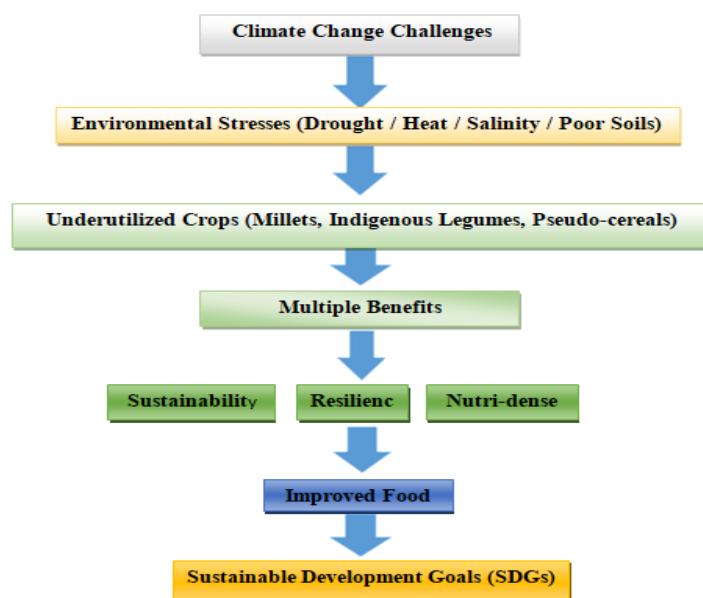 Climate Change Challenges
Environmental Stresses (Drought / Heat / Salinity / Poor Soils)
Underutilized Crops (Millets, Indigenous Legumes, Pseudo-cereals)
Multiple Benefits
Sustainability
Resilienc
Nutri-dense
Improved Food
Sustainable Development Goals (SDGs)